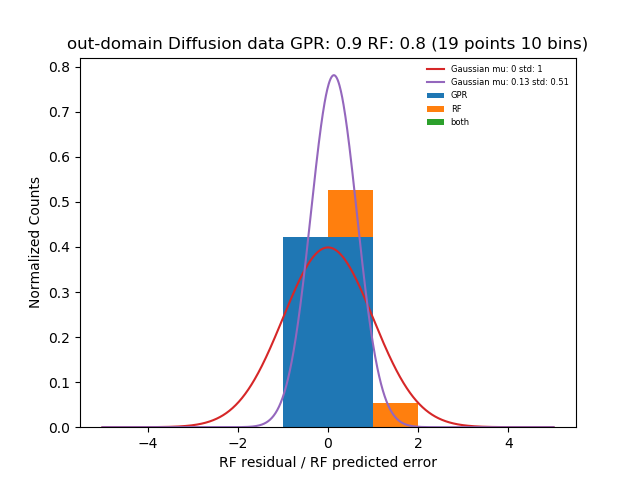 out-domain Diffusion data GPR: 0.9 RF: 0.8 (19 points 10 bins)
Gaussian mu: 0 std: 1
Gaussian mu: 0.13 std: 0.51
GPR
RF
both
Normalized Counts
0.8
0.7
0.6
0.5
0.4
0.3
0.2
0.1
0.0
−4 −2 0 2 4
RF residual / RF predicted error